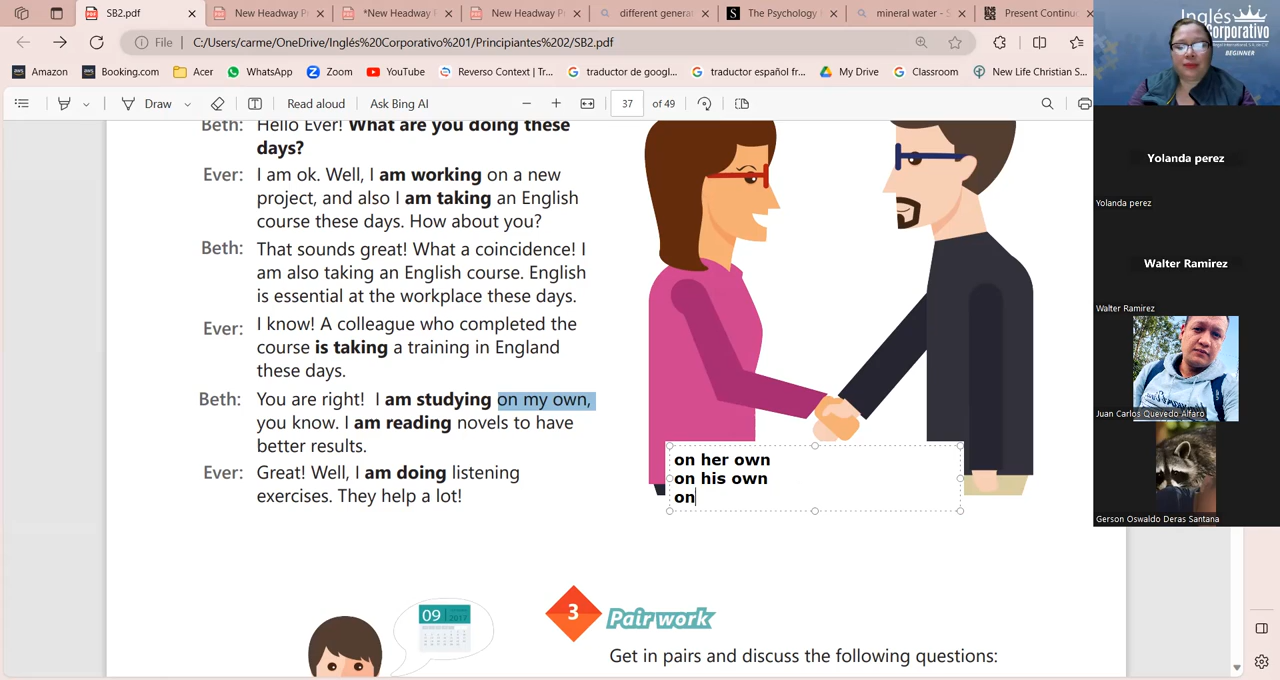 SB2.pdf
New Headway P
*New Headway P
New Headway P
different genera
The Psychology
mineral water - S
Present Continu
File
C:/Users/carme/OneDrive/Inglés%20Corporativo%201/Principiantes%202/SB2.pdf
Amazon
Booking.com
Acer
WhatsApp
Zoom
YouTube
Reverso Context | Tr...
traductor de googl...
traductor español fr...
My Drive
Classroom
New Life Christian S...
Draw
Read aloud
Ask Bing AI
37
of 49
Beth: Hello Ever! What are you doing these
days?
Ever: I am ok. Well, I am working on a new
project, and also I am taking an English
course these days. How about you?
Beth: That sounds great! What a coincidence! I
am also taking an English course. English
is essential at the workplace these days.
Ever: I know! A colleague who completed the
course is taking a training in England
these days.
Beth: You are right! I am studying on my own,
you know. I am reading novels to have
better results.
Ever: Great! Well, I am doing listening
exercises. They help a lot!
on her own
on his own
on
09
2017
3
Pair work
Get in pairs and discuss the following questions:
Inglés
Corporativo
BEGINNER
Yolanda perez
Yolanda perez
Walter Ramirez
Walter Ramirez
Juan Carlos Quevedo Alfaro
Gerson Oswaldo Deras Santana